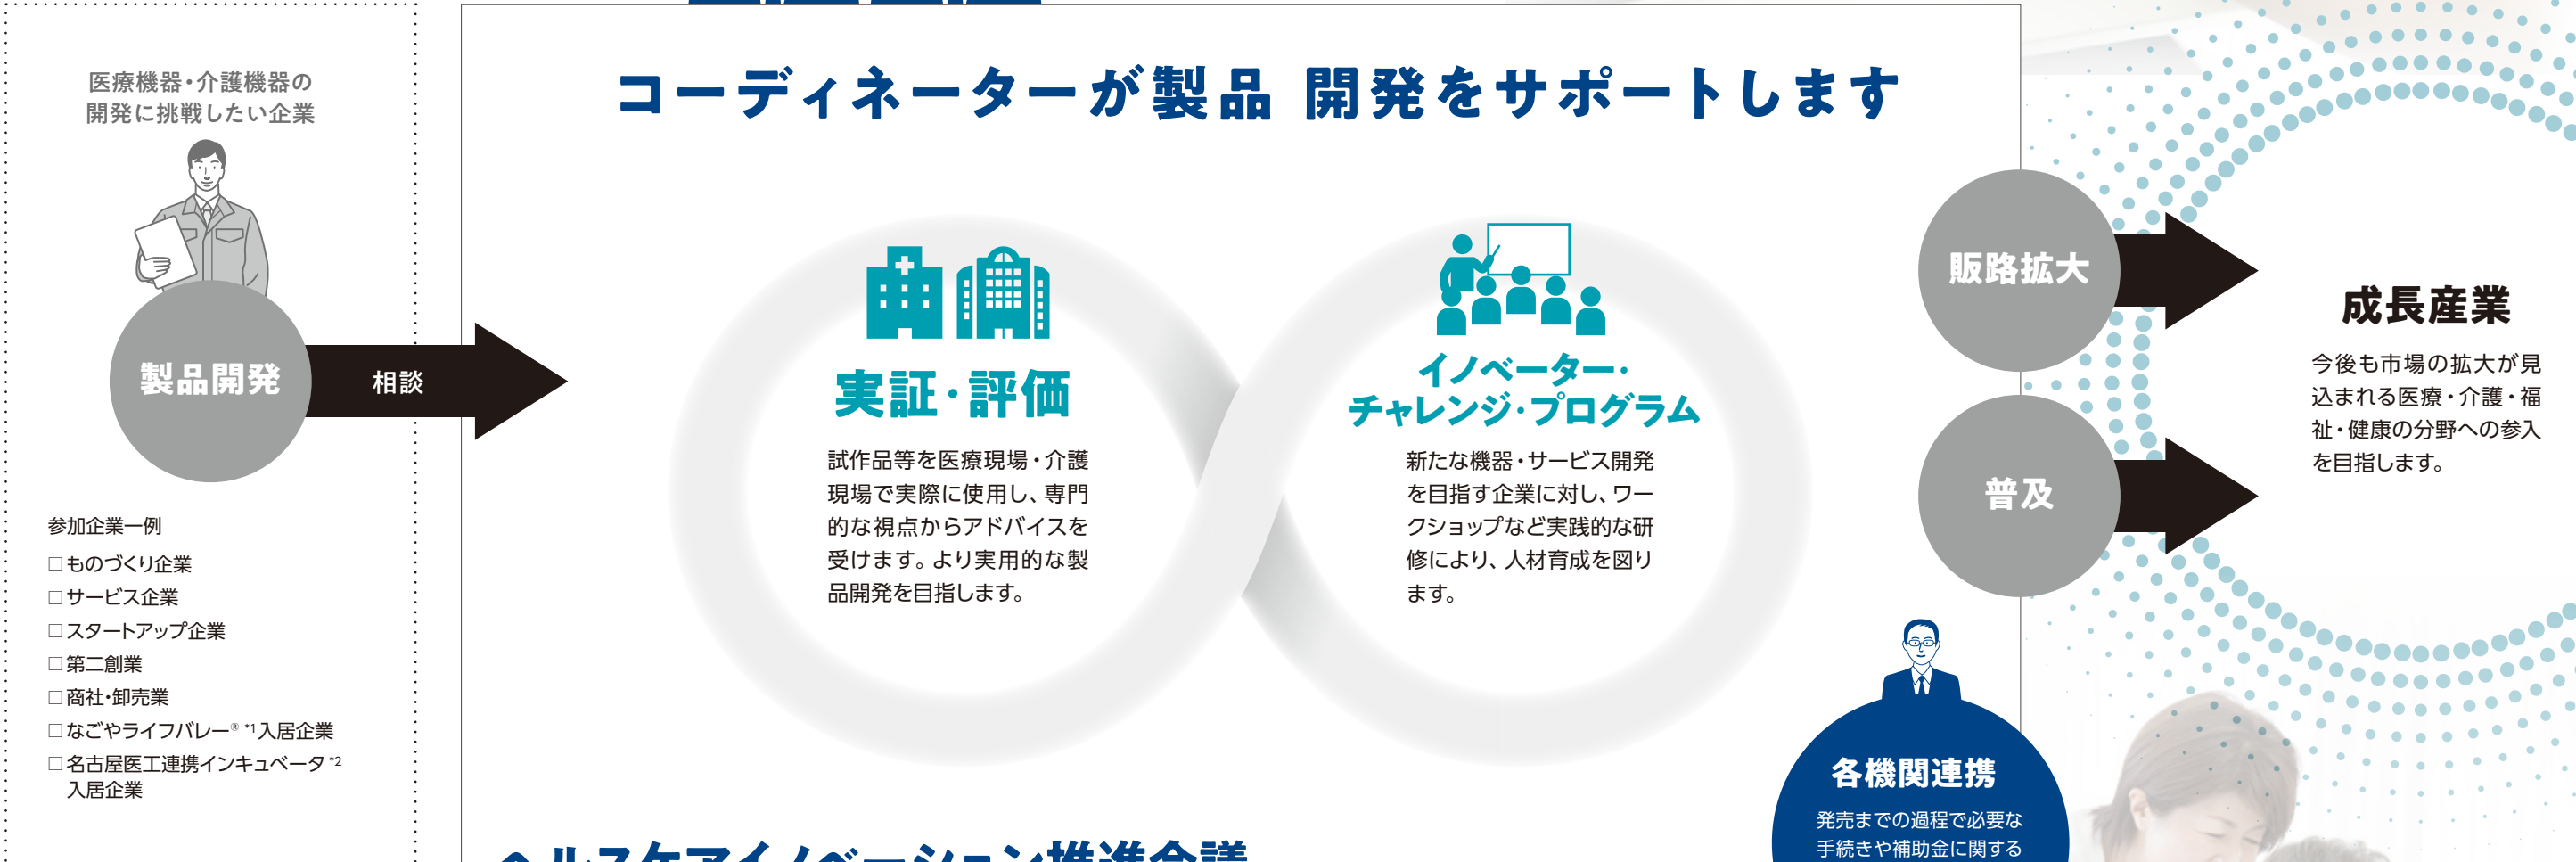 医療機器・介護機器の
開発に挑戦したい企業
製品開発
相談
参加企業一例
□ものづくり企業
□サービス企業
□スタートアップ企業
□第二創業
□商社・卸売業
□なごやライフバレー® *1入居企業
□名古屋医工連携インキュベータ*2
入居企業
コーディネーターが製品 開発をサポートします
実証・評価
試作品等を医療現場・介護
現場で実際に使用し、専門
的な視点からアドバイスを
受けます。より実用的な製
品開発を目指します。
イノベーター・
チャレンジ・プログラム
新たな機器・サービス開発
を目指す企業に対し、ワー
クショップなど実践的な研
修により、人材育成を図り
ます。
販路拡大
普及
成長産業
今後も市場の拡大が見
込まれる医療・介護・福
祉・健康の分野への参入
を目指します。
各機関連携
発売までの過程で必要な
手続きや補助金に関する
ヘルスケアイノベーション推進会議